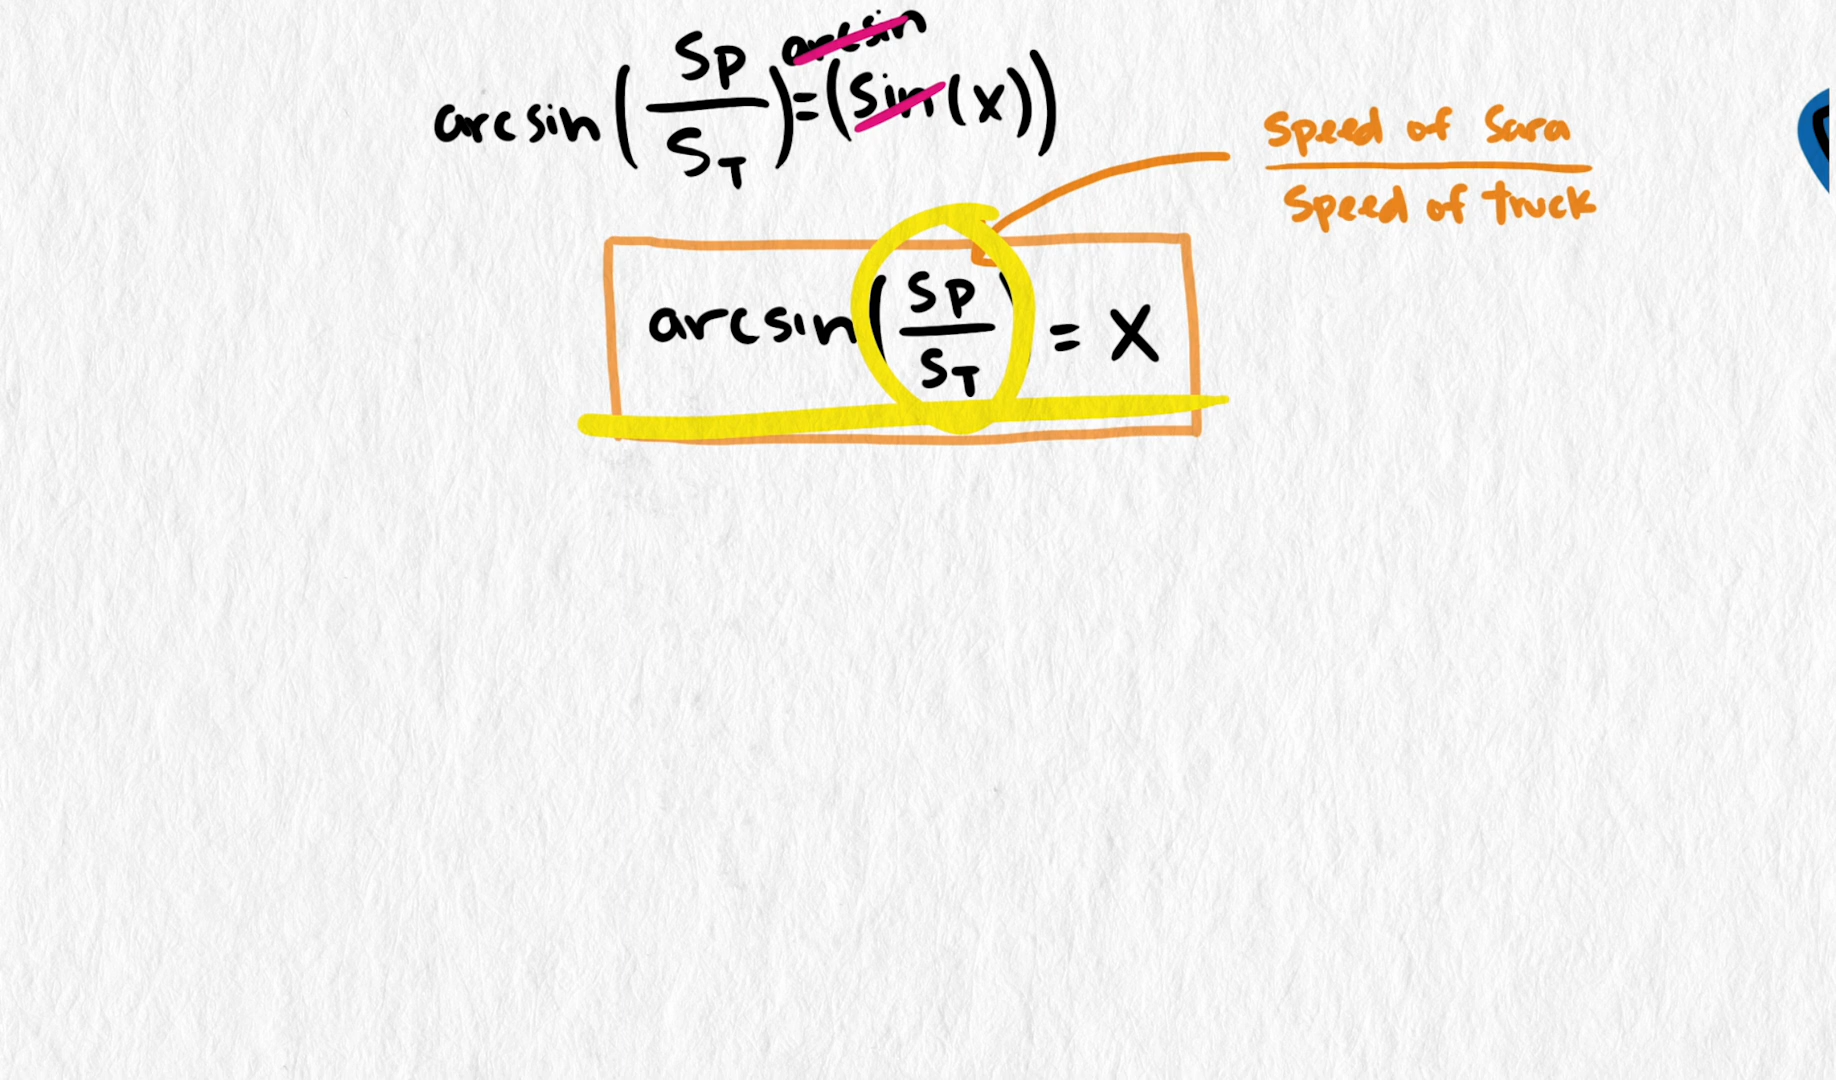 arcsin
arcsin(Sp/ST)=(sin(x))
Speed of Sara
Speed of truck
arcsin(Sp/ST) = X